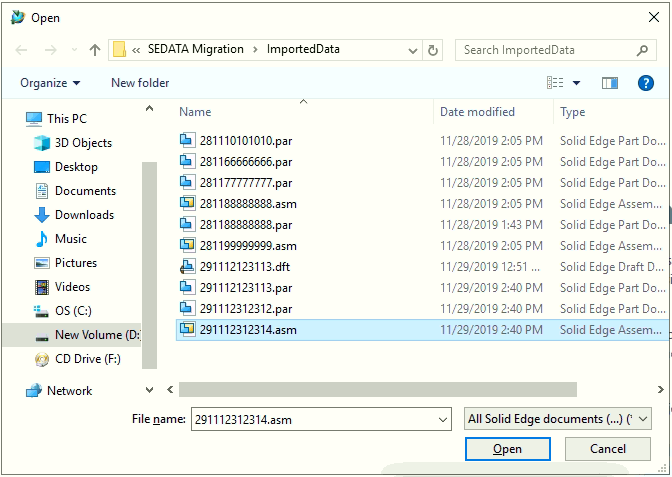 Open
« SEDATA Migration > ImportedData
Search ImportedData
Organize
New folder
This PC
3D Objects
Desktop
Documents
Downloads
Music
Pictures
Videos
OS (C:)
New Volume (D:
CD Drive (F:)
Network
Name Date modified Type
281110101010.par 11/28/2019 2:05 PM Solid Edge Part Do...
281166666666.par 11/28/2019 2:05 PM Solid Edge Part Do...
281177777777.par 11/28/2019 2:05 PM Solid Edge Part Do...
281188888888.asm 11/28/2019 2:05 PM Solid Edge Assem...
281188888888.par 11/28/2019 1:43 PM Solid Edge Part Do...
281199999999.asm 11/28/2019 2:05 PM Solid Edge Assem...
291112123113.dft 11/29/2019 12:51 ... Solid Edge Draft D...
291112123113.par 11/29/2019 2:40 PM Solid Edge Part Do...
291112312312.par 11/29/2019 2:40 PM Solid Edge Part Do...
291112312314.asm 11/29/2019 2:40 PM Solid Edge Assem...
File name: 291112312314.asm
All Solid Edge documents (...) (*
Open
Cancel